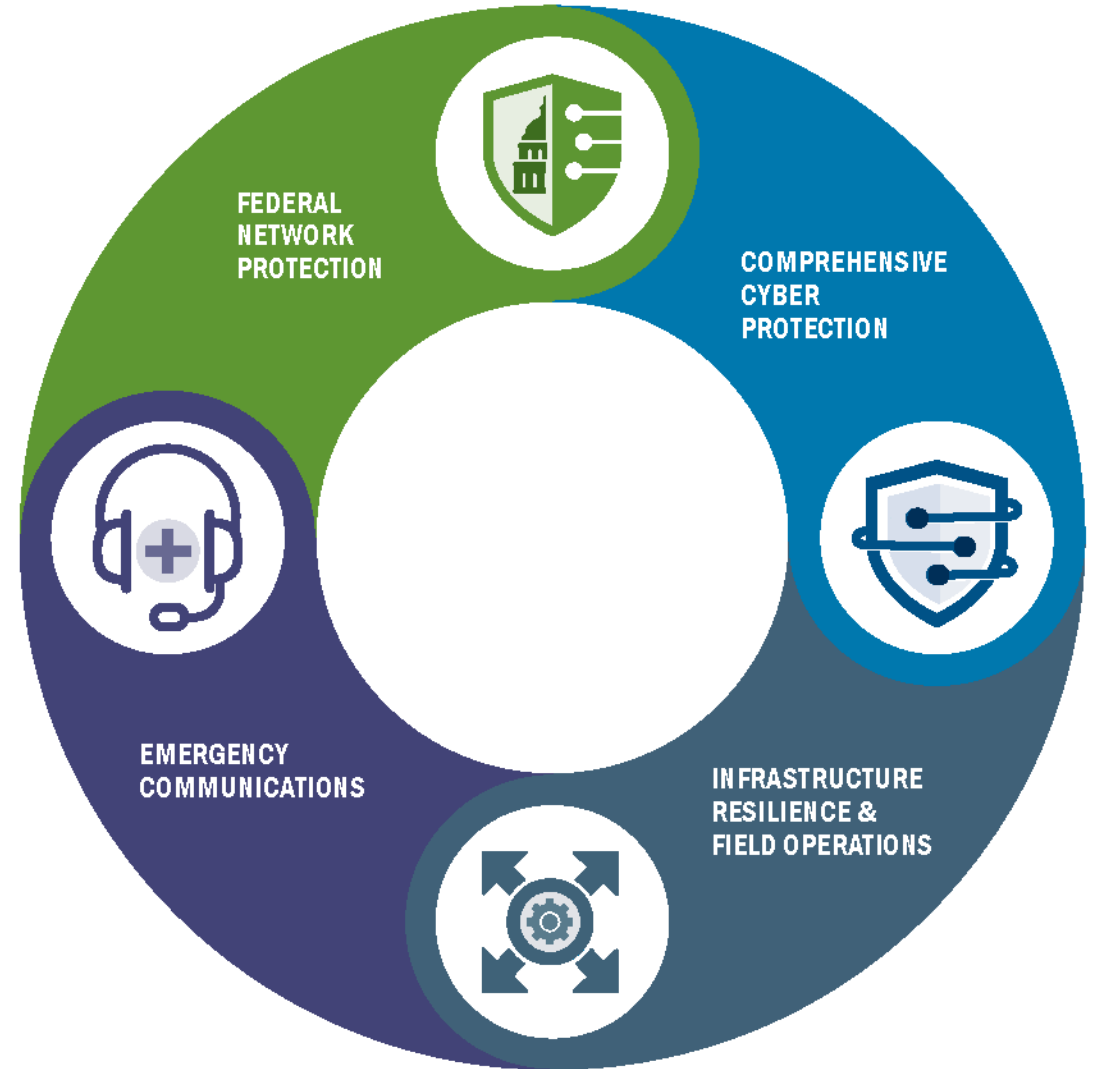 FEDERAL
NETWORK
PROTECTION
COMPREHENSIVE
CYBER
PROTECTION
EMERGENCY
COMMUNICATIONS
INFRASTRUCTURE
RESILIENCE &
FIELD OPERATIONS